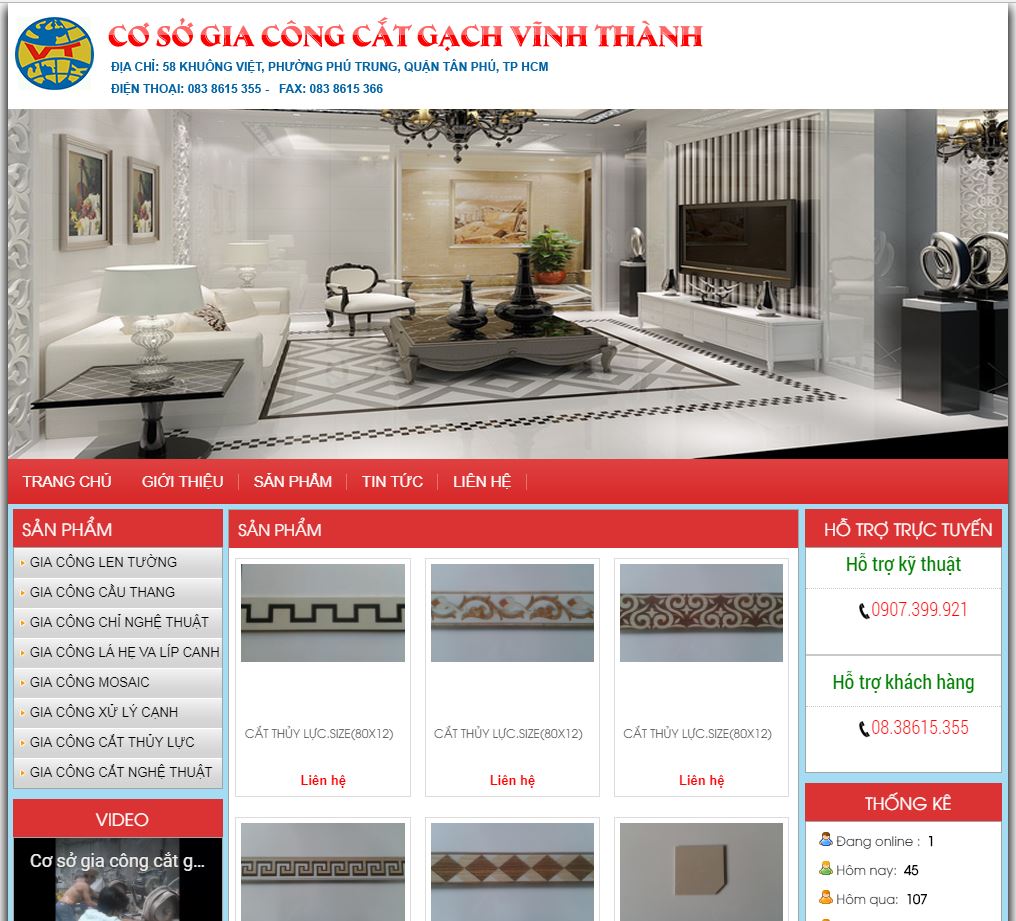 VT
CƠ SỞ GIA CÔNG CẮT GẠCH VĨNH THÀNH
ĐỊA CHỈ: 58 KHUÔNG VIỆT, PHƯỜNG PHÚ TRUNG, QUẬN TÂN PHÚ, TP HCM
ĐIỆN THOẠI: 083 8615 355 - FAX: 083 8615 366
TRANG CHỦ GIỚI THIỆU SẢN PHẨM TIN TỨC LIÊN HỆ
SẢN PHẨM
GIA CÔNG LEN TƯỜNG
GIA CÔNG CẦU THANG
GIA CÔNG CHỈ NGHỆ THUẬT
GIA CÔNG LÁ HẸ VA LÍP CANH
GIA CÔNG MOSAIC
GIA CÔNG XỬ LÝ CẠNH
GIA CÔNG CẮT THỦY LỰC
GIA CÔNG CẮT NGHỆ THUẬT
VIDEO
Cơ sở gia công cắt g...
SẢN PHẨM
CẮT THỦY LỰC.SIZE(80X12) CẮT THỦY LỰC.SIZE(80X12) CẮT THỦY LỰC.SIZE(80X12)
Liên hệ Liên hệ Liên hệ
HỖ TRỢ TRỰC TUYẾN
Hỗ trợ kỹ thuật
0907.399.921
Hỗ trợ khách hàng
08.38615.355
THỐNG KÊ
Đang online : 1
Hôm nay: 45
Hôm qua: 107